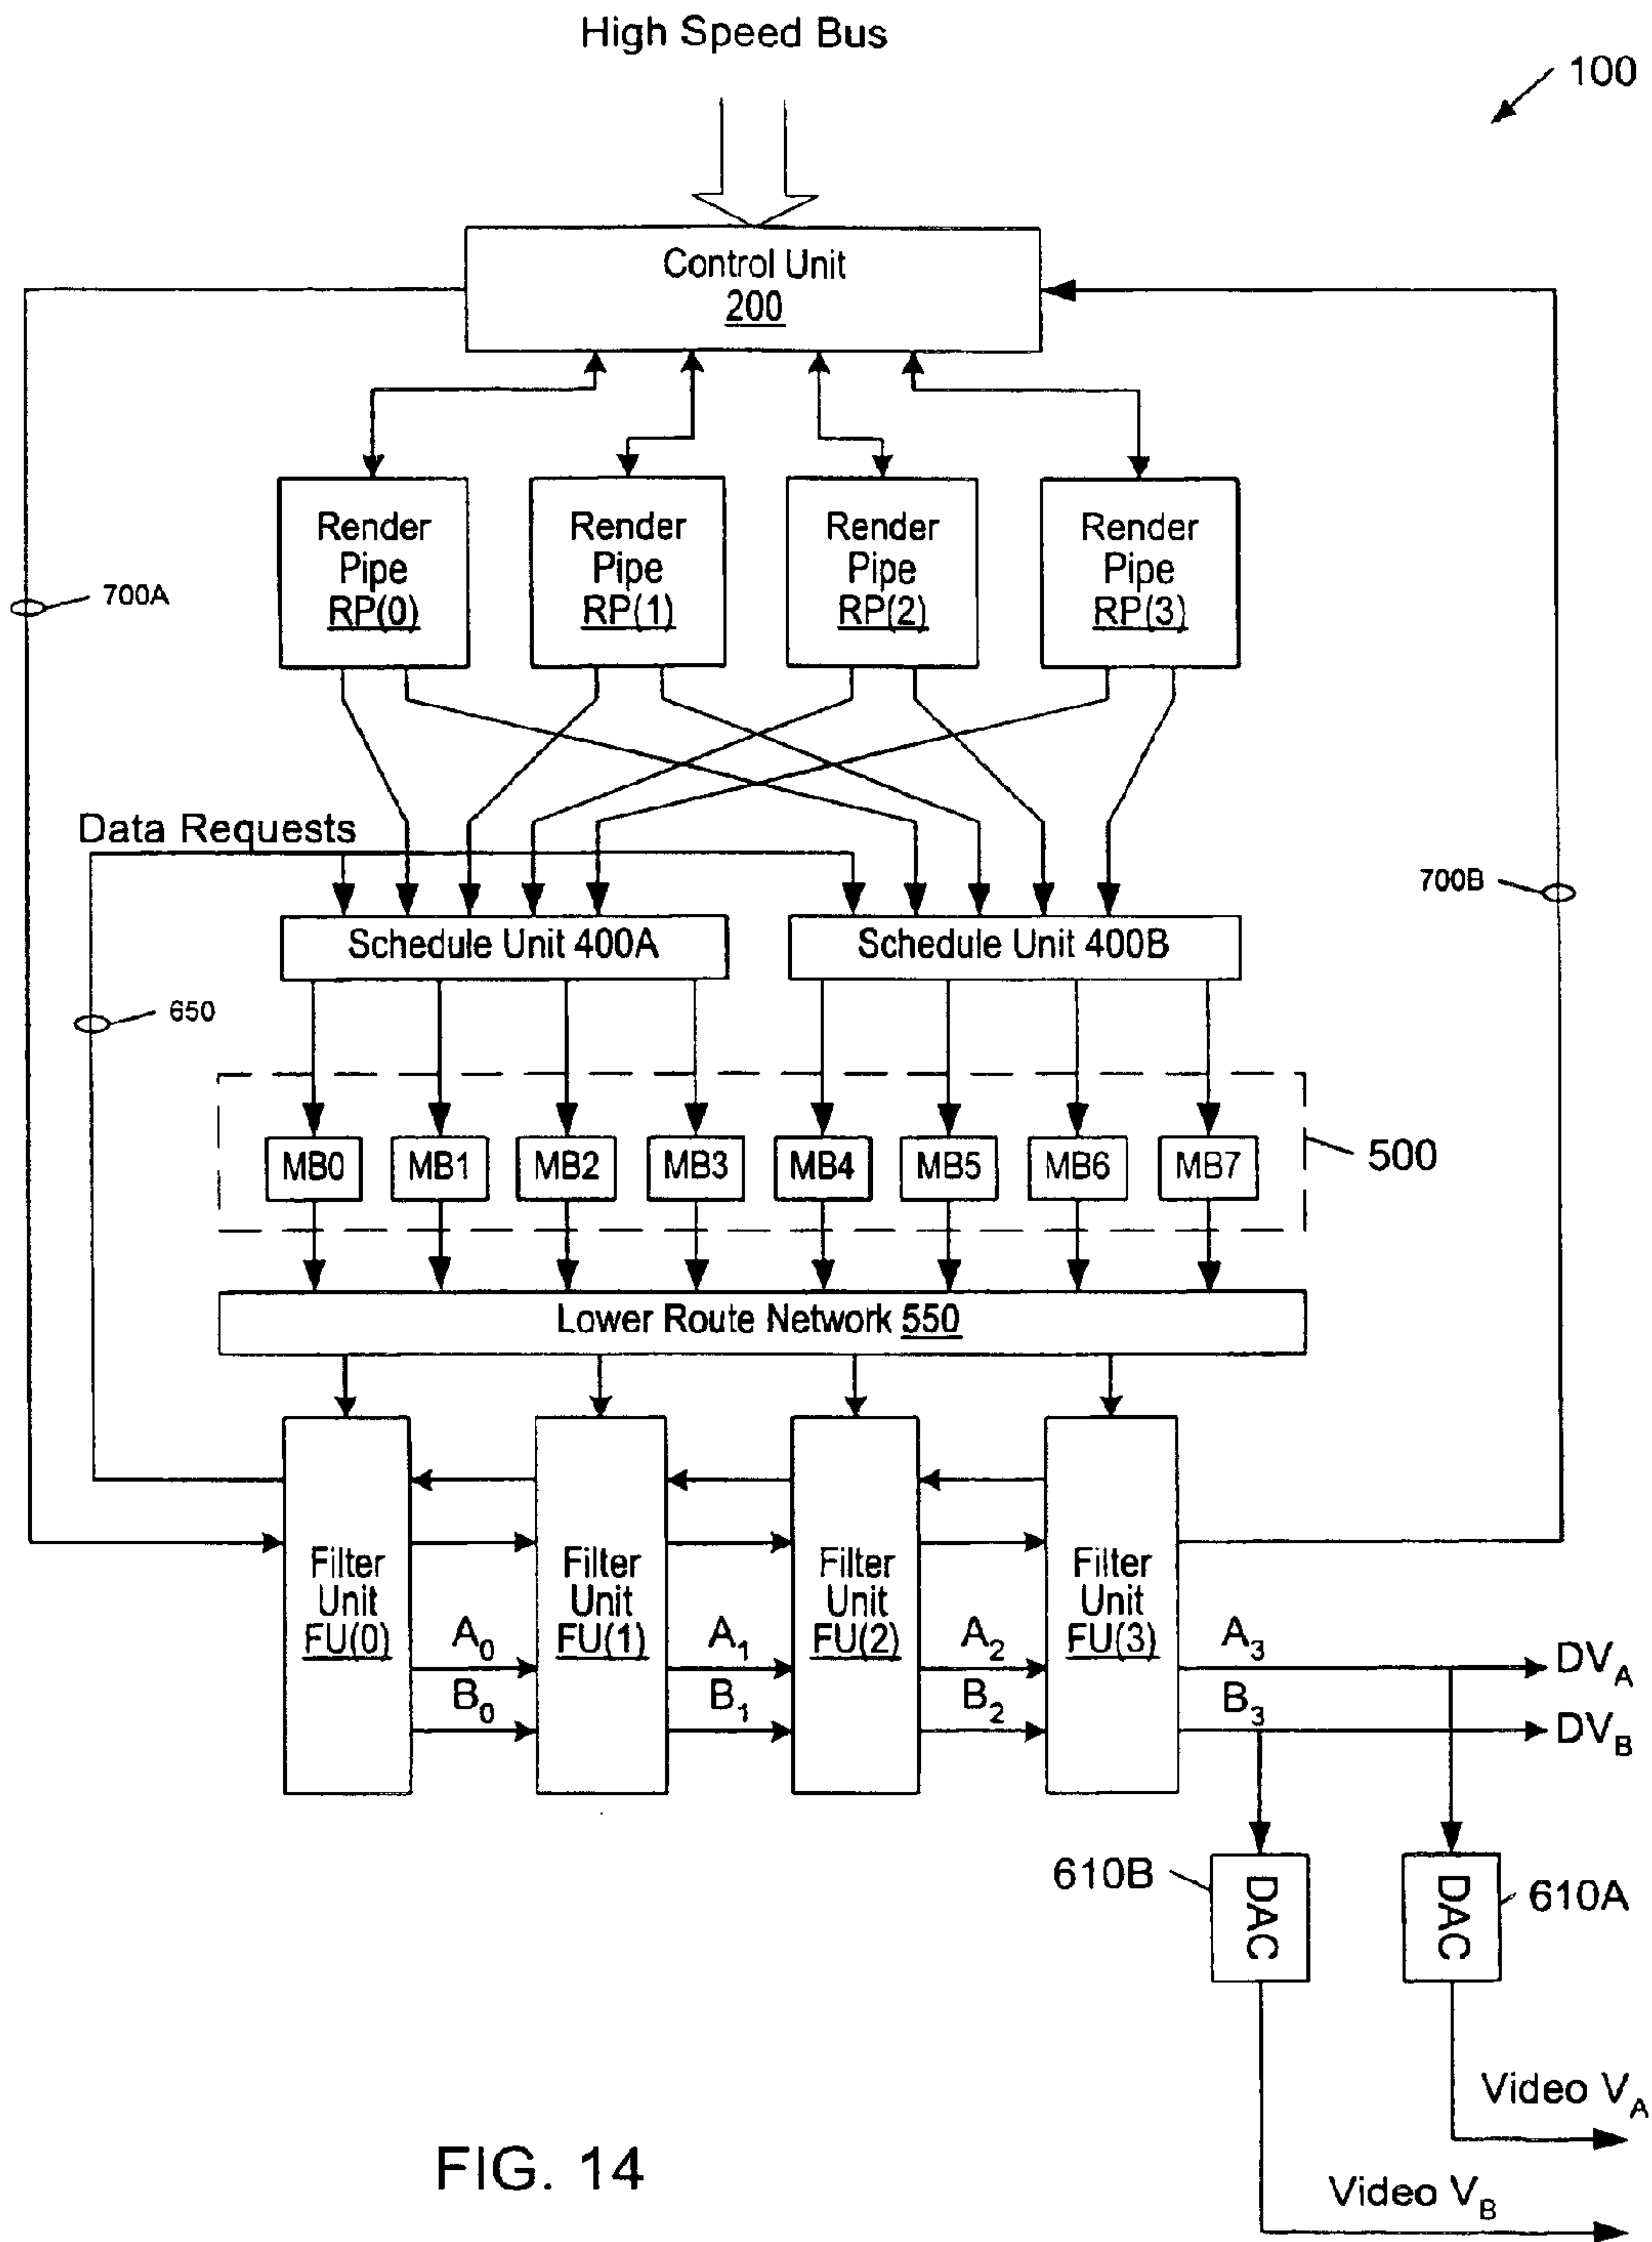 High Speed Bus
100
Control Unit
200
Render
Pipe
RP(0)
Render
Pipe
RP(1)
Render
Pipe
RP(2)
Render
Pipe
RP(3)
700A
Data Requests
700B
Schedule Unit 400A
Schedule Unit 400B
650
MB0
MB1
MB2
MB3
MB4
MB5
MB6
MB7
500
Lower Route Network 550
Filter
Unit
FU(0)
Filter
Unit
FU(1)
Filter
Unit
FU(2)
Filter
Unit
FU(3)
A0
A1
A2
A3
DVA
B0
B1
B2
B3
DVB
610B
DAC
DAC
610A
Video VA
Video VB
FIG. 14